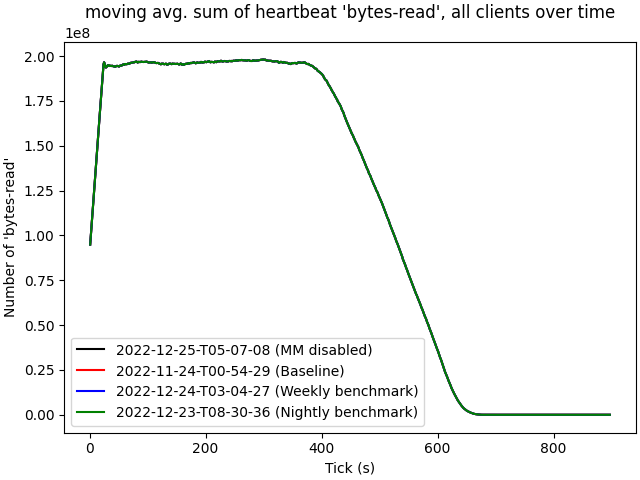 moving avg. sum of heartbeat 'bytes-read', all clients over time
1e8
2.00
1.75
1.50
1.25
1.00
0.75
0.50
0.25
0.00
Number of 'bytes-read'
2022-12-25-T05-07-08 (MM disabled)
2022-11-24-T00-54-29 (Baseline)
2022-12-24-T03-04-27 (Weekly benchmark)
2022-12-23-T08-30-36 (Nightly benchmark)
0 200 400 600 800
Tick (s)